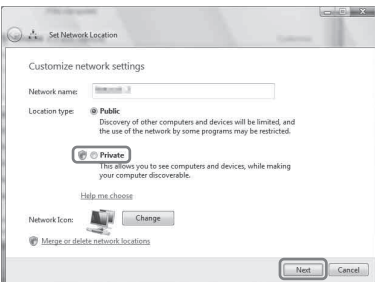 Set Network Location
Customize network settings
Network name:
Location type:
Public
Discovery of other computers and devices will be limited, and
the use of the network by some programs may be restricted.
Private
This allows you to see computers and devices, while making
your computer discoverable.
Help me choose
Network Icon:
Change
Merge or delete network locations
Next
Cancel